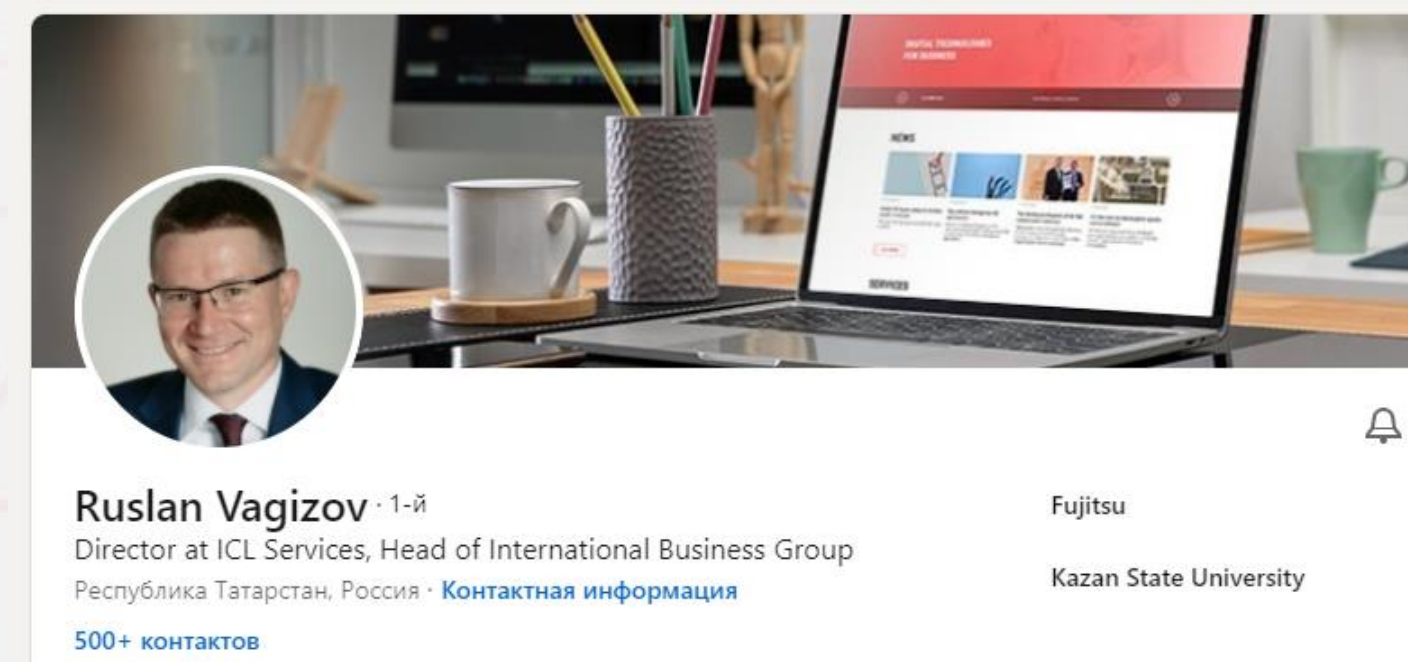 DIGITAL TECHNOLOGIES
FOR BUSINESS
NEWS
SERVICES
Ruslan Vagizov · 1-й
Director at ICL Services, Head of International Business Group
Республика Татарстан, Россия · Контактная информация
500+ контактов
Fujitsu
Kazan State University